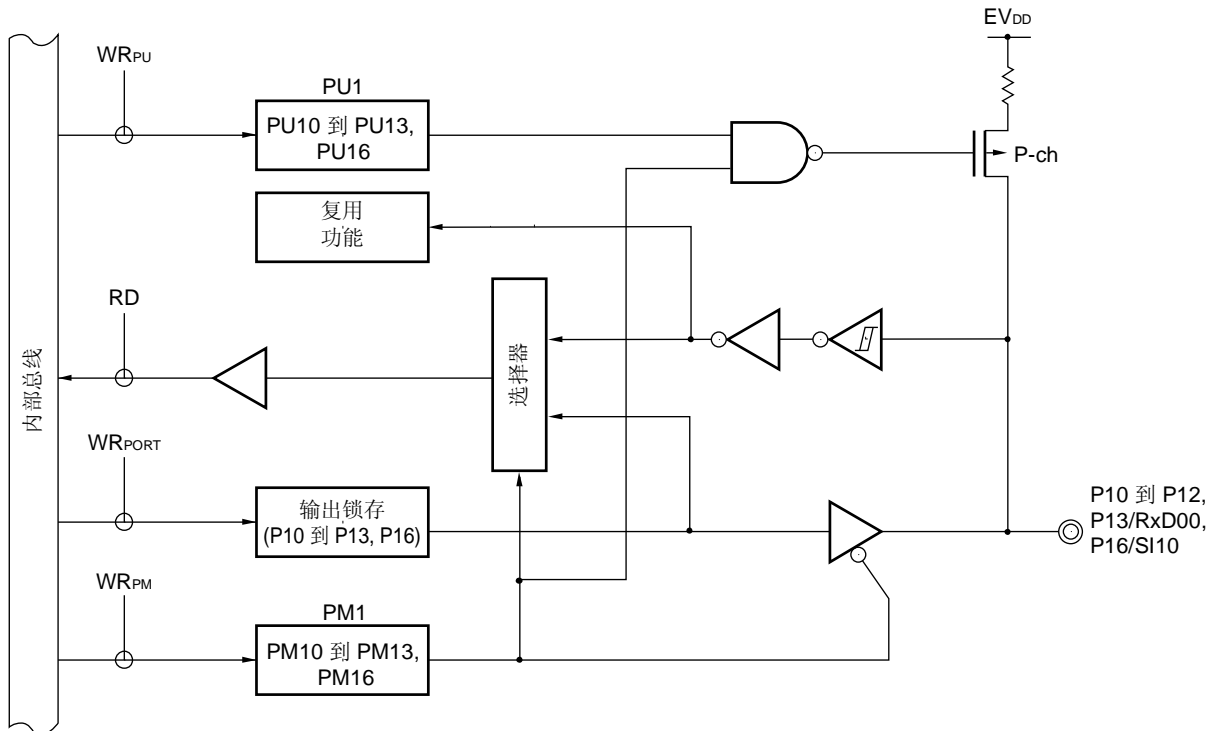 EVDD
WRPU
PU1
PU10 到 PU13,
PU16
P-ch
复用
功能
RD
选择器
内部总线
WRPORT
输出锁存
(P10 到 P13, P16)
P10 到 P12,
P13/RxD00,
P16/SI10
WRPM
PM1
PM10 到 PM13,
PM16